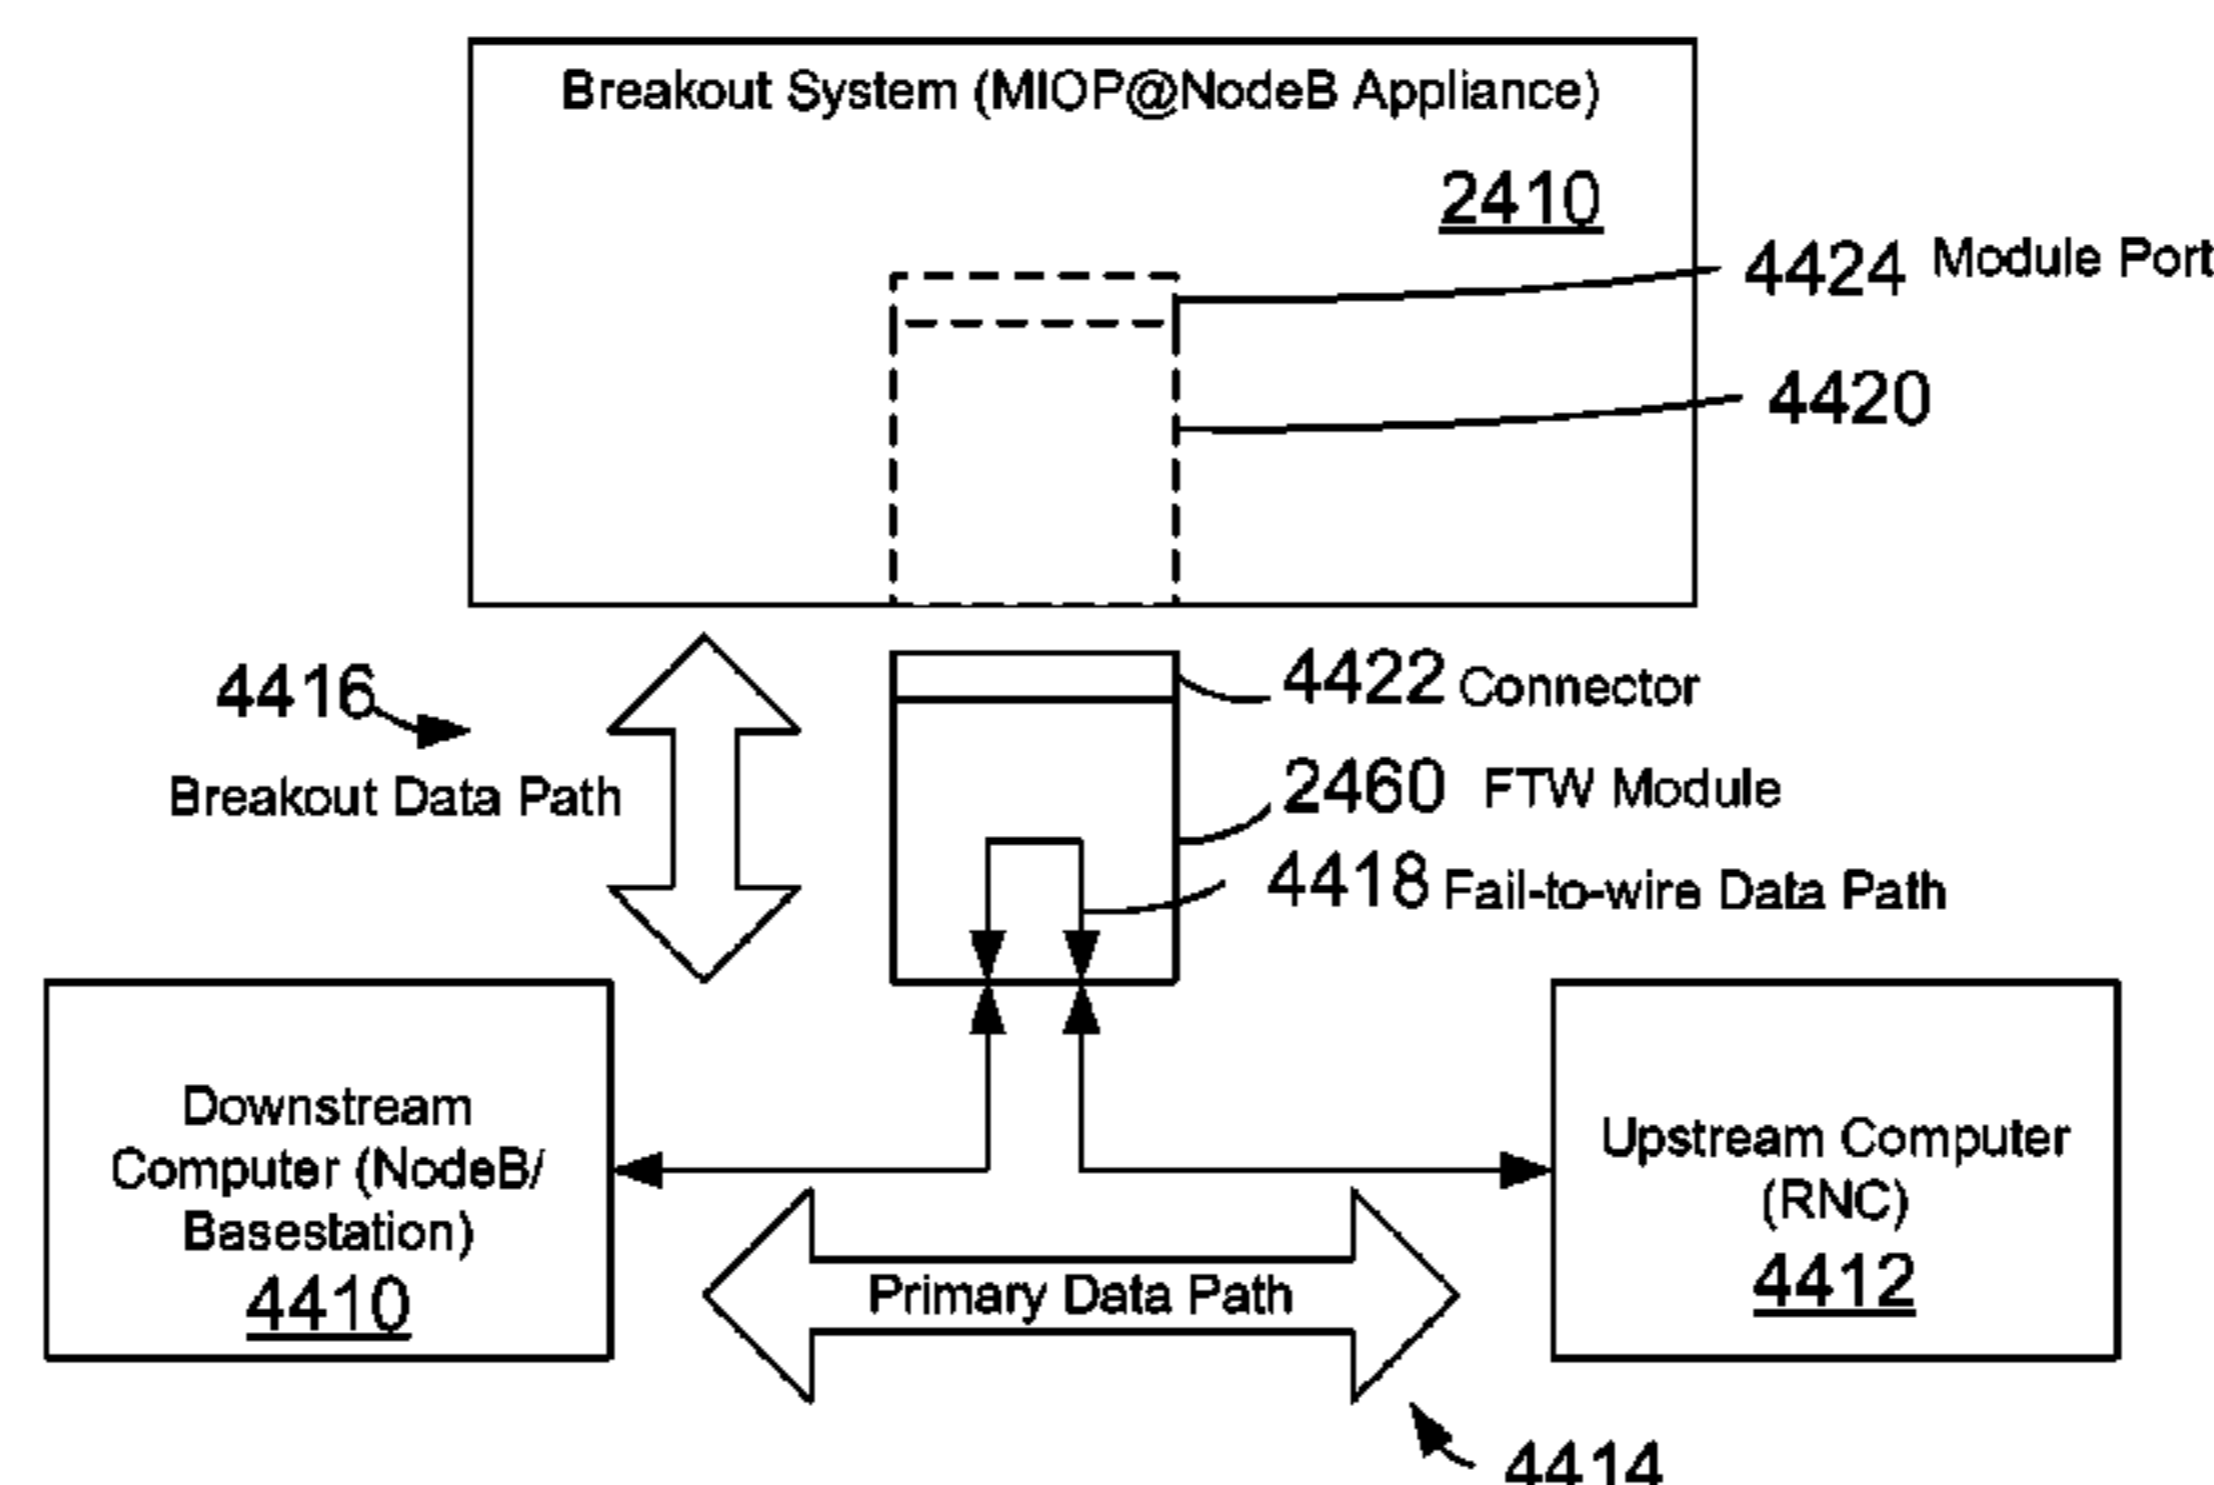 Breakout System (MIOP@NodeB Appliance)
2410
4424 Module Port
4420
4416
Breakout Data Path
4422 Connector
2460 FTW Module
4418 Fail-to-wire Data Path
Downstream
Computer (NodeB/
Basestation)
4410
Upstream Computer
(RNC)
4412
Primary Data Path
4414